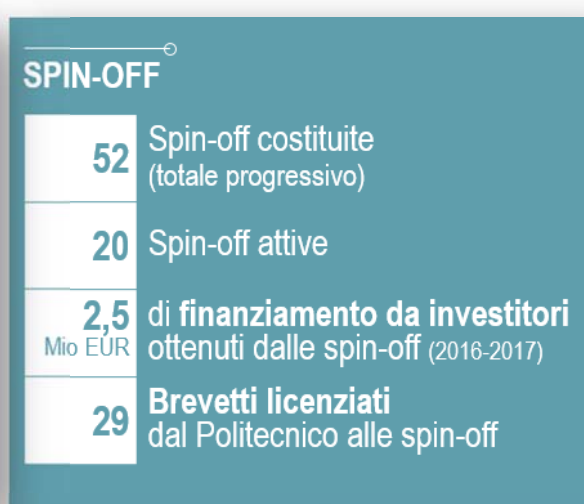 SPIN-OFF
52 Spin-off costituite
(totale progressivo)
20 Spin-off attive
2,5 di finanziamento da investitori
Mio EUR ottenuti dalle spin-off (2016-2017)
29 Brevetti licenziati
dal Politecnico alle spin-off